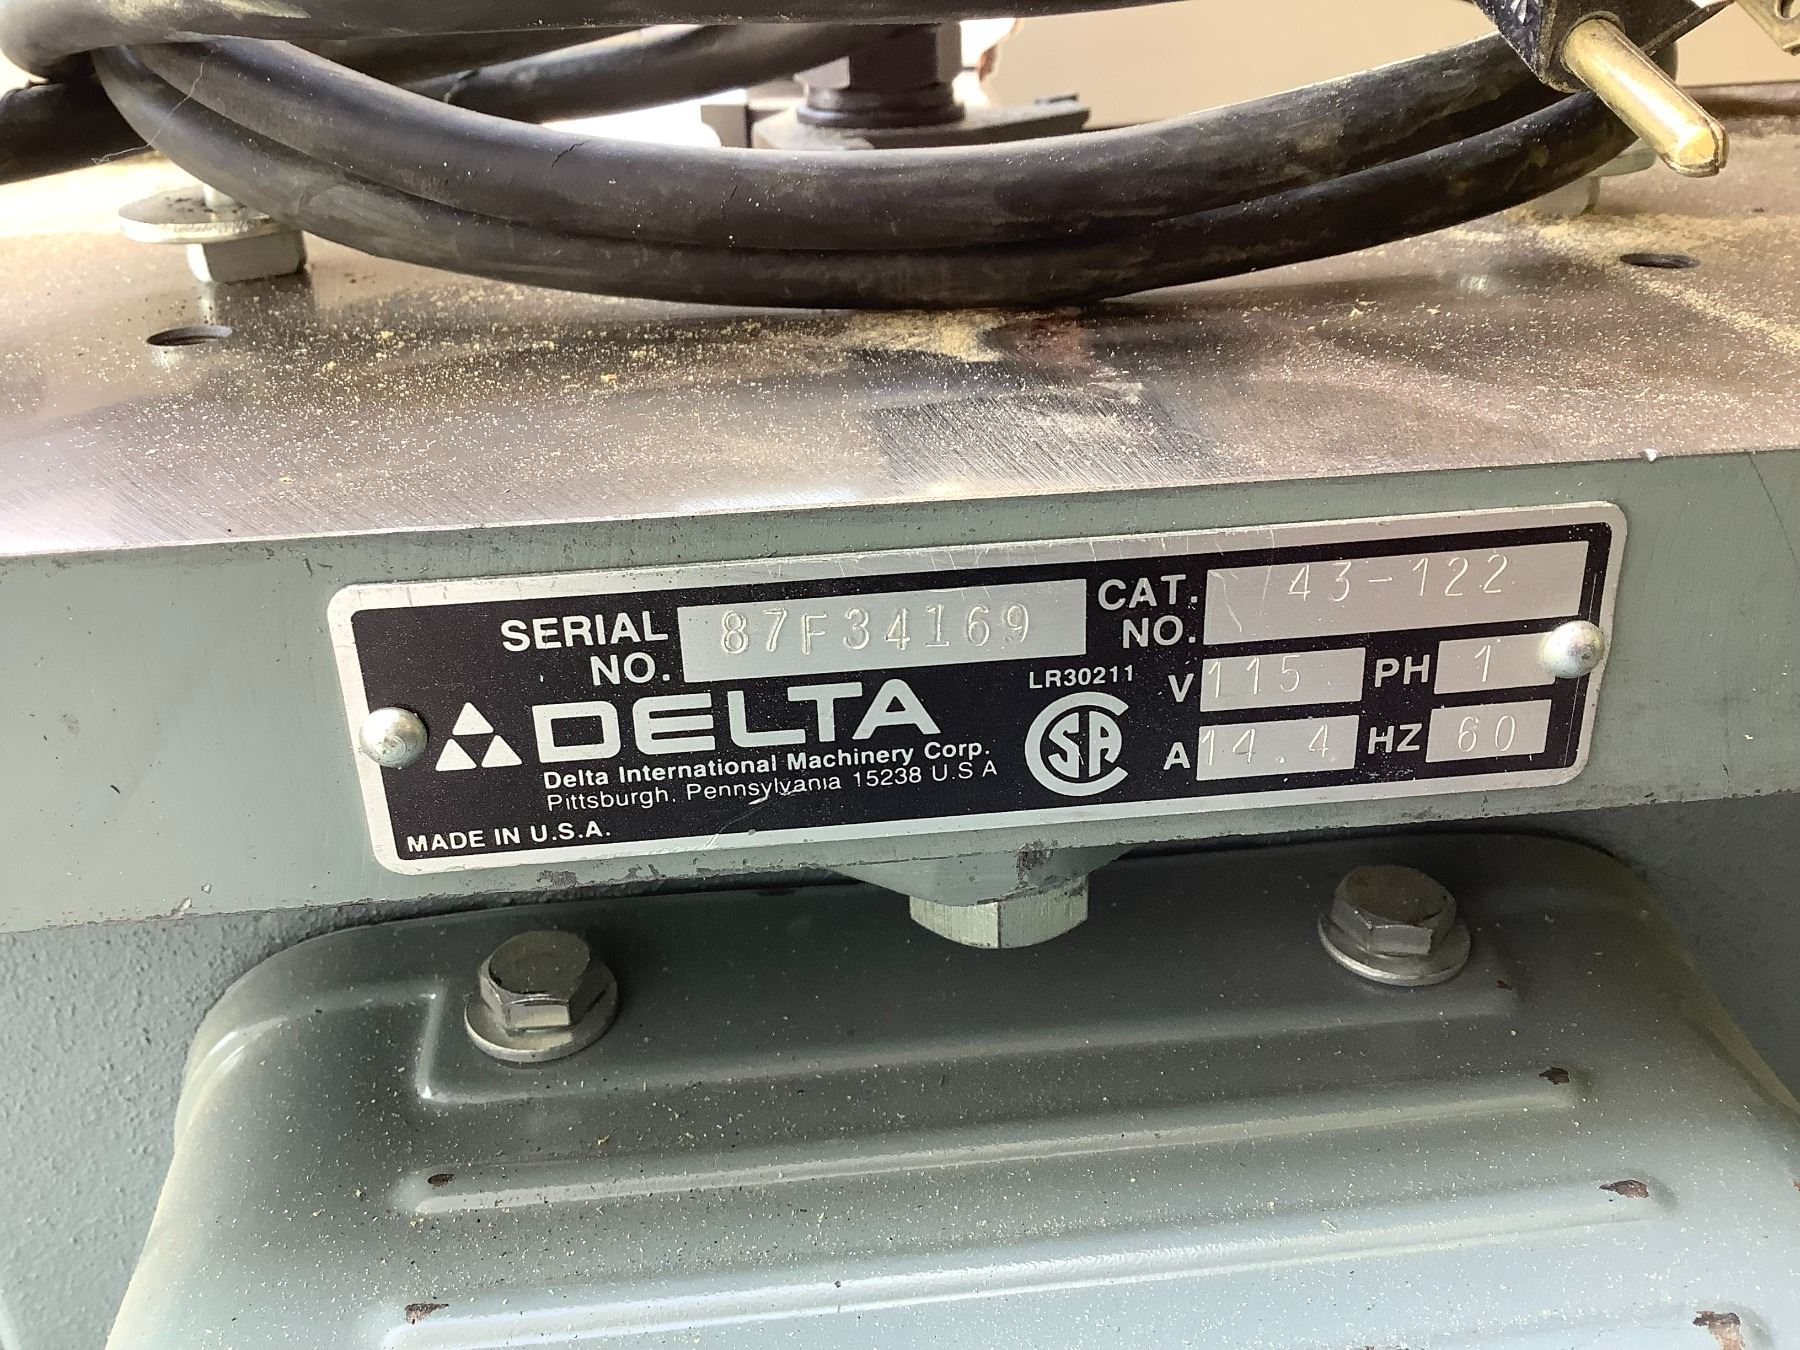 SERIAL NO. 87F34169
CAT. NO. 43-122
LR30211
V 115 PH 1
A 14.4 HZ 60
DELTA
Delta International Machinery Corp.
Pittsburgh, Pennsylvania 15238 U.S.A
MADE IN U.S.A.
CSA